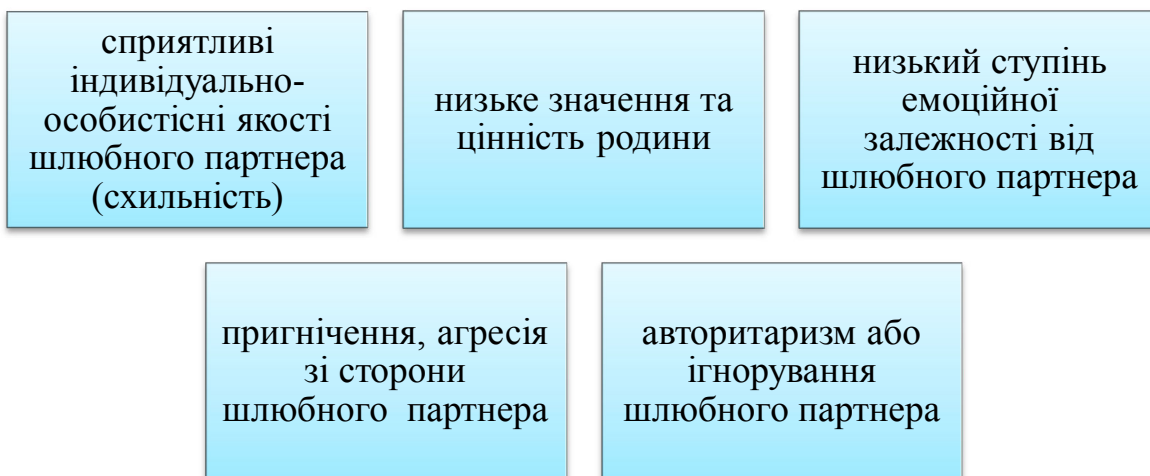 сприятливі
індивідуально-
особистісні якості
шлюбного партнера
(схильність)
низьке значення та
цінність родини
низький ступінь
емоційної
залежності від
шлюбного партнера
пригнічення, агресія
зі сторони
шлюбного партнера
авторитаризм або
ігнорування
шлюбного партнера